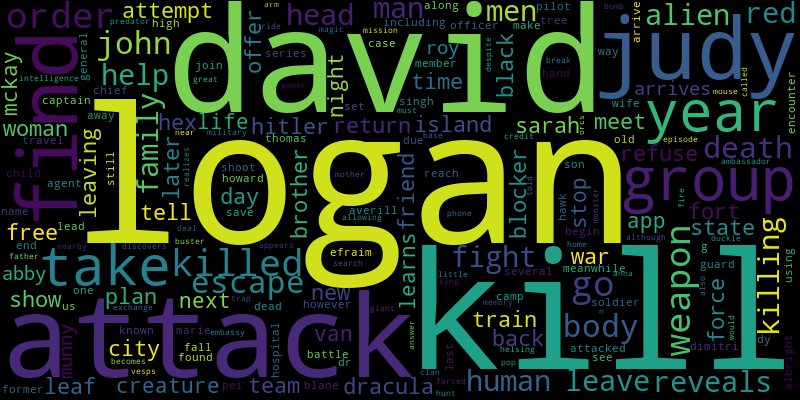 order
attempt
head
man
men
alien
red
arrive
mckay
john
david
offer
roy
black
judy
help
night
time
year
woman
hex
life
hitler
return
island
sarah
meet
find
family
leaving
later
logan
brother
friend
blocker
stop
refuse
death
group
free
tell
day
app
fort
state
abby
take
killed
escape
learns
fight
war
go
weapon
force
killing
show
us
plan
next
new
van
train
back
body
munny
attack
kill
city
leaf
creature
team
dracula
human
leave
reveals
arm
pride
series
case
member
including
along
officer
make
despite
pilot
tree
high
break
hand
magic
mission
predator
bomb
way
wife
mouse
called
encounter
general
intelligence
captain
chief
away
travel
still
child
agent
name
lead
end
nearby
father
discovers
former
known
becomes
vesps
marie
fall
found
embassy
exchange
deal
buster
appears
trap
dead
hospital
pei
blane
battle
dr
however
giant
answer
clan
last
king
forced
hunt
little
camp
memory
pop
helsing
several
meanwhile
attacked
soldier
see
home
anna
although
dimitri
guard
also
would
duckie
fire
ambassador
episode
old
orcs
credit
must
military
power
great
join
set
singh
due
base
thomas
near
realizes
shoot
howard
save
mother
allowing
averill
efraim
search
reach
phone
told
son
hawk
begin
monster
using
albright
one
g
n
dy